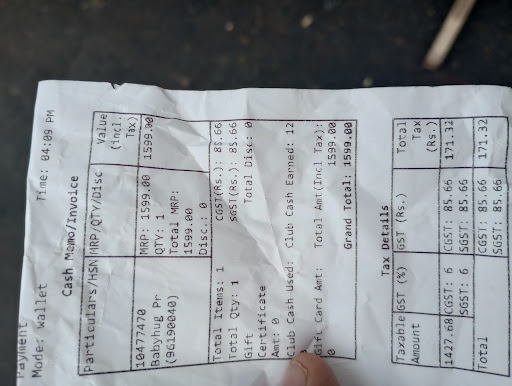 Payment
Mode: Wallet Time: 04:09 PM
Cash Memo/Invoice
Particulars/HSN MRP/QTY/Disc Value (incl. Tax)
10477470 MRP: 1599.00 1599.00
Babyhug Pr QTY: 1
(96190040) Total MRP:
1599.00
Disc.: 0
Total Items: 1 CGST(Rs.): 85.66
Total Qty: 1 SGST(Rs.): 85.66
Gift Total Disc: 0
Certificate
Amt: 0
Club Cash Used: Club Cash Earned: 12
0
Gift Card Amt: Total Amt(Incl Tax):
0 1599.00
Grand Total: 1599.00
Tax Details
Taxable Amount GST (%) GST (Rs.) Total Tax (Rs.)
1427.68 CGST: 6 CGST: 85.66 171.32
SGST: 6 SGST: 85.66
Total CGST: 85.66 171.32
SGST: 85.66